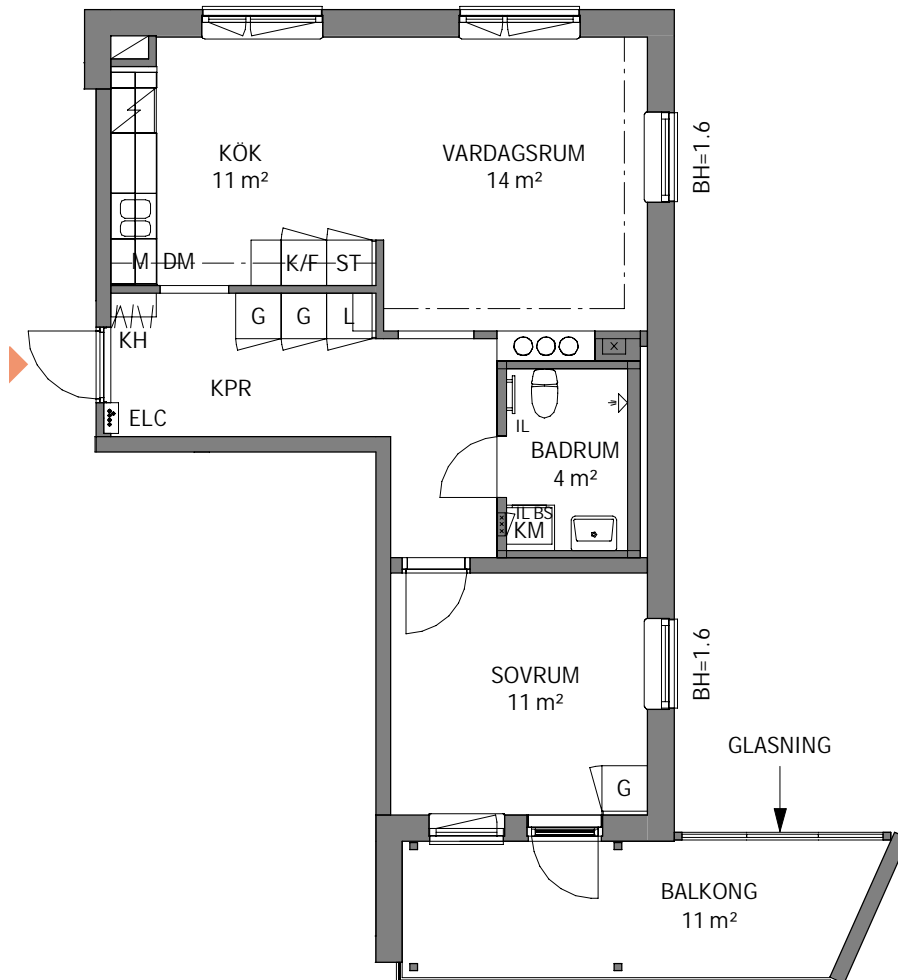 KÖK
11 m²
VARDAGSRUM
14 m²
BH=1.6
M DM
K/F
ST
G
G
L
KH
KPR
ELC
IL
BADRUM
4 m²
IL BS
KM
SOVRUM
11 m²
BH=1.6
G
GLASNING
BALKONG
11 m²